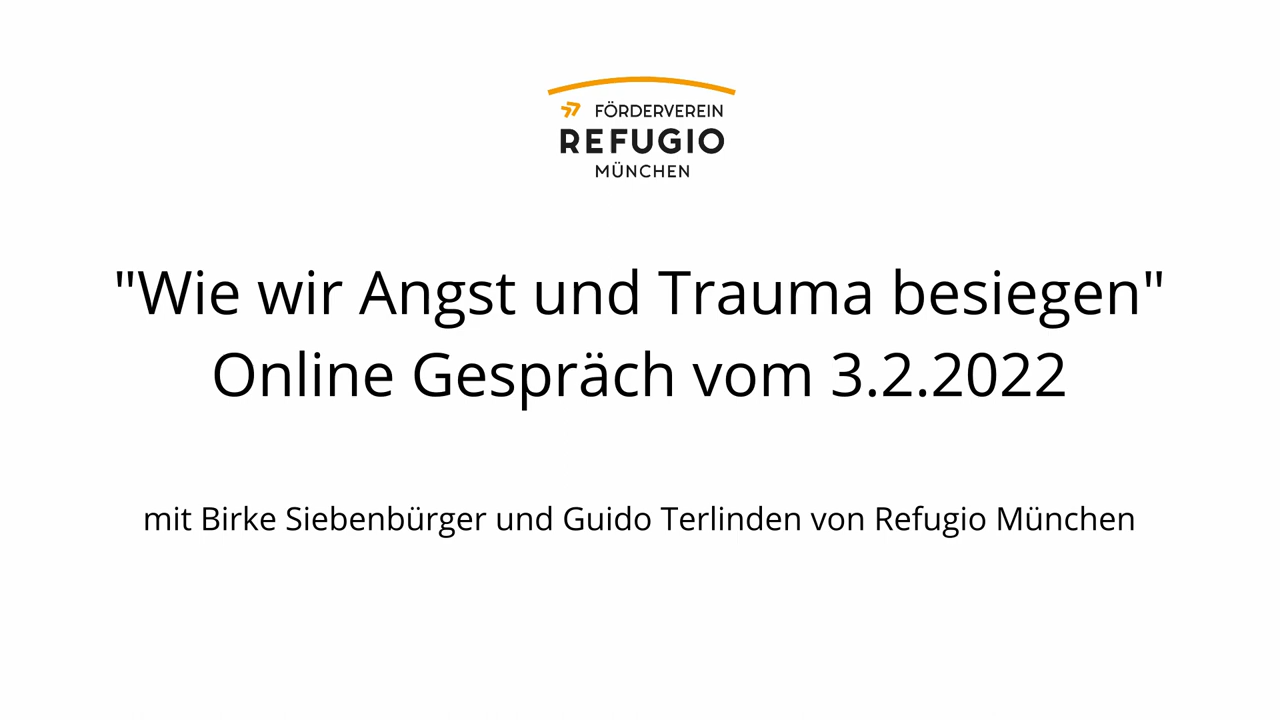 FÖRDERVEREIN
REFUGIO
MÜNCHEN
"Wie wir Angst und Trauma besiegen"
Online Gespräch vom 3.2.2022
mit Birke Siebenbürger und Guido Terlinden von Refugio München